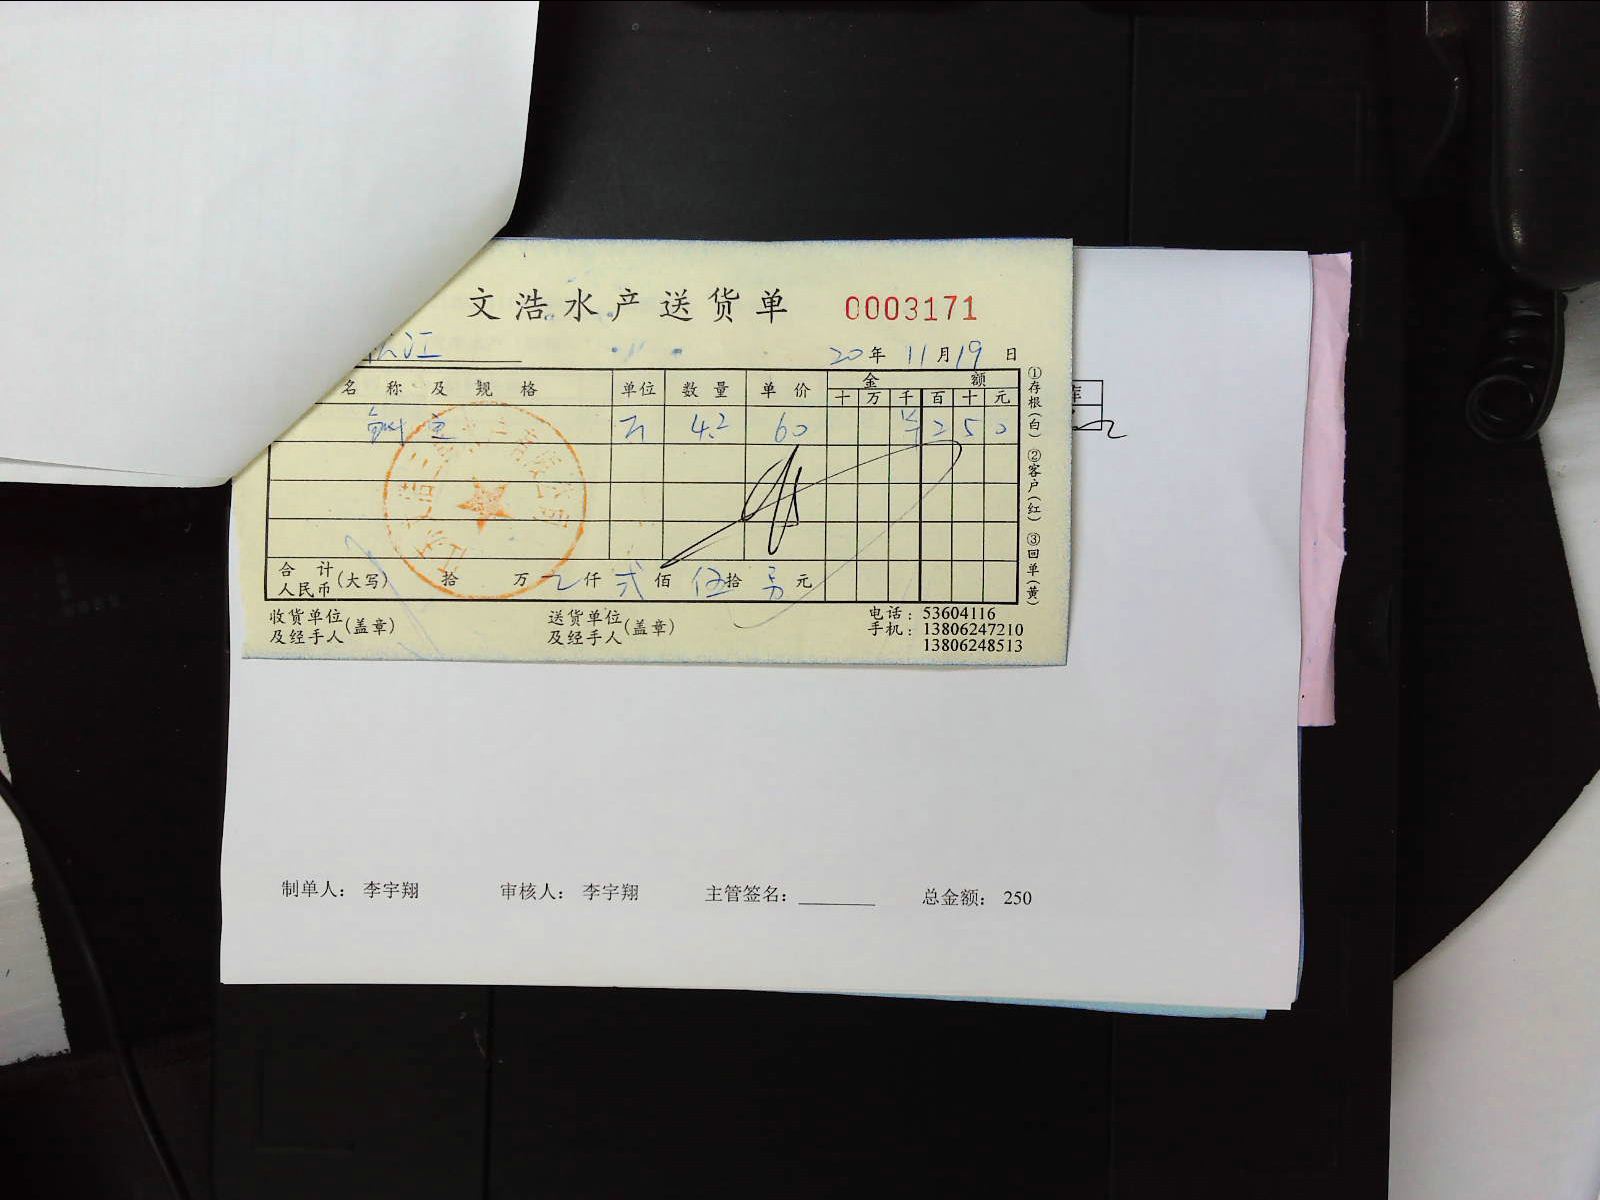 文浩水产送货单 0003171
江
20年 11月19日
名称及规格 单位 数量 单价 金额
十 万 千 百 十 元
4.2 60 ¥ 2 5 0
合计人民币(大写) 拾 万 仟 弍 佰 伍 拾 元
收货单位及经手人(盖章) 送货单位及经手人(盖章)
电话：53604116
手机：13806247210
13806248513
①存根(白) ②客户(红) ③回单(黄)
制单人： 李宇翔 审核人： 李宇翔 主管签名： 总金额： 250